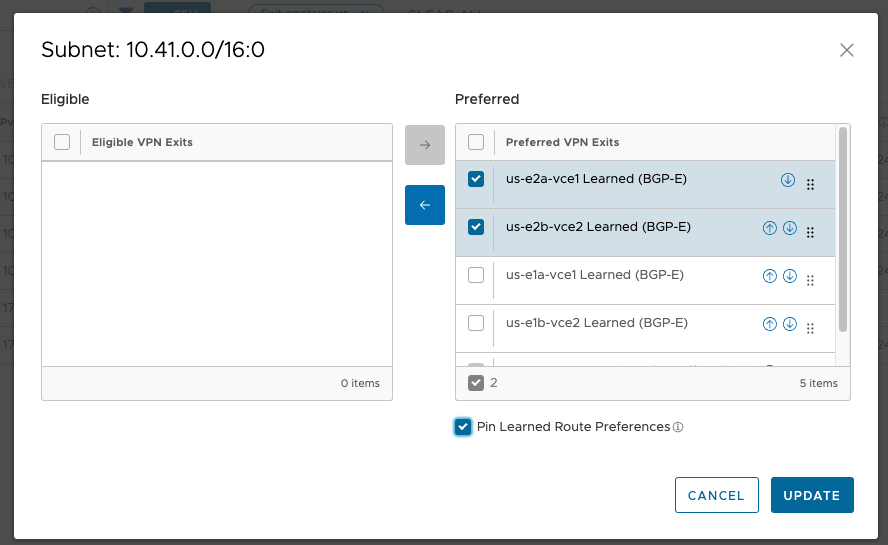 Subnet: 10.41.0.0/16:0
Eligible
Preferred
Eligible VPN Exits
Preferred VPN Exits
us-e2a-vce1 Learned (BGP-E)
us-e2b-vce2 Learned (BGP-E)
us-e1a-vce1 Learned (BGP-E)
us-e1b-vce2 Learned (BGP-E)
0 items
2
5 items
Pin Learned Route Preferences
CANCEL
UPDATE